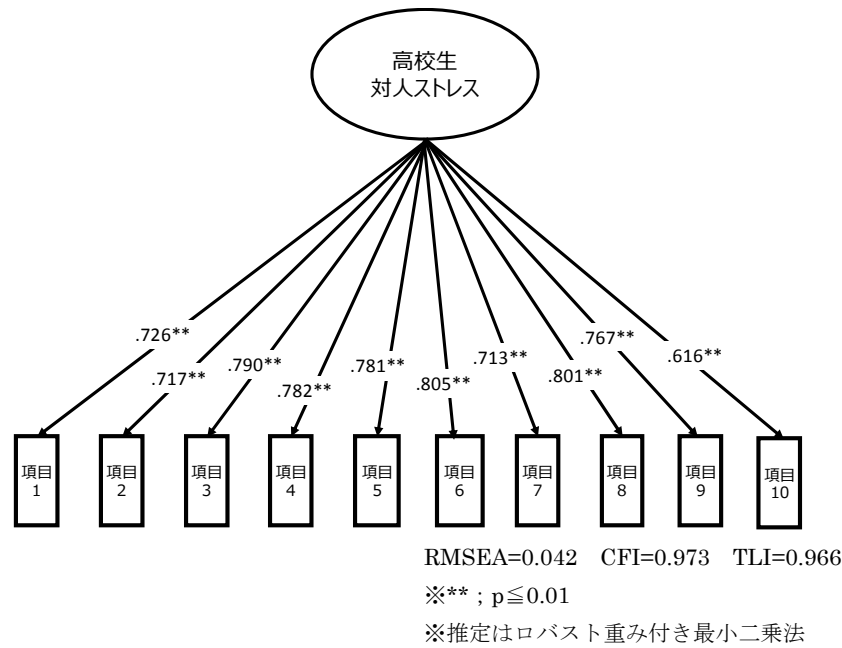 高校生
対人ストレス
.726**
.717**
.790**
.782**
.781**
.805**
.713**
.801**
.767**
.616**
項目
1
項目
2
項目
3
項目
4
項目
5
項目
6
項目
7
項目
8
項目
9
項目
10
RMSEA=0.042 CFI=0.973 TLI=0.966
※**；p≦0.01
※推定はロバスト重み付き最小二乗法